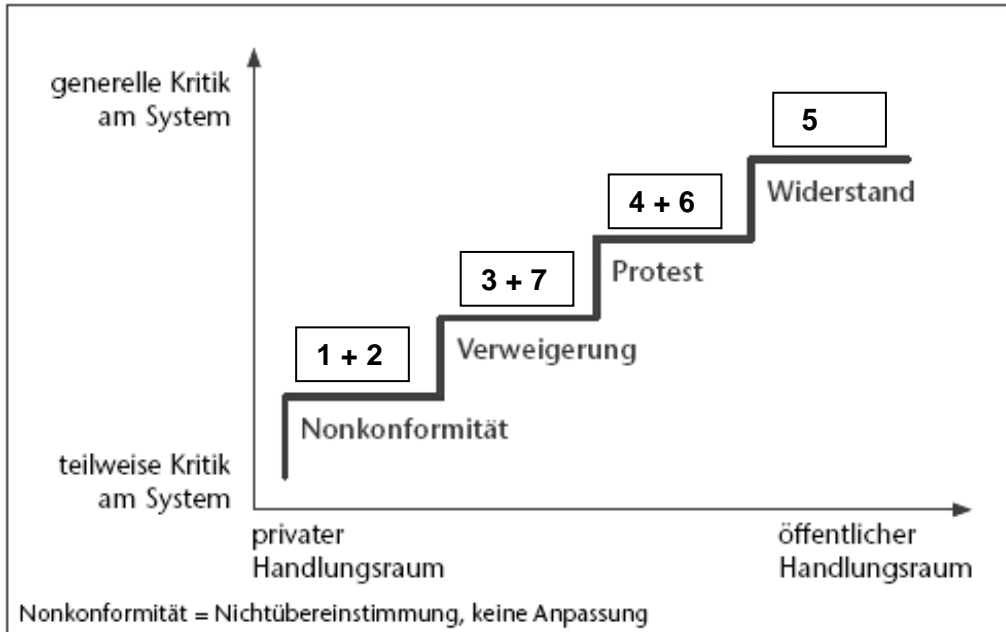 generelle Kritik
am System
5
Widerstand
4 + 6
Protest
3 + 7
Verweigerung
1 + 2
Nonkonformität
teilweise Kritik
am System
privater
Handlungsraum
öffentlicher
Handlungsraum
Nonkonformität = Nichtübereinstimmung, keine Anpassung